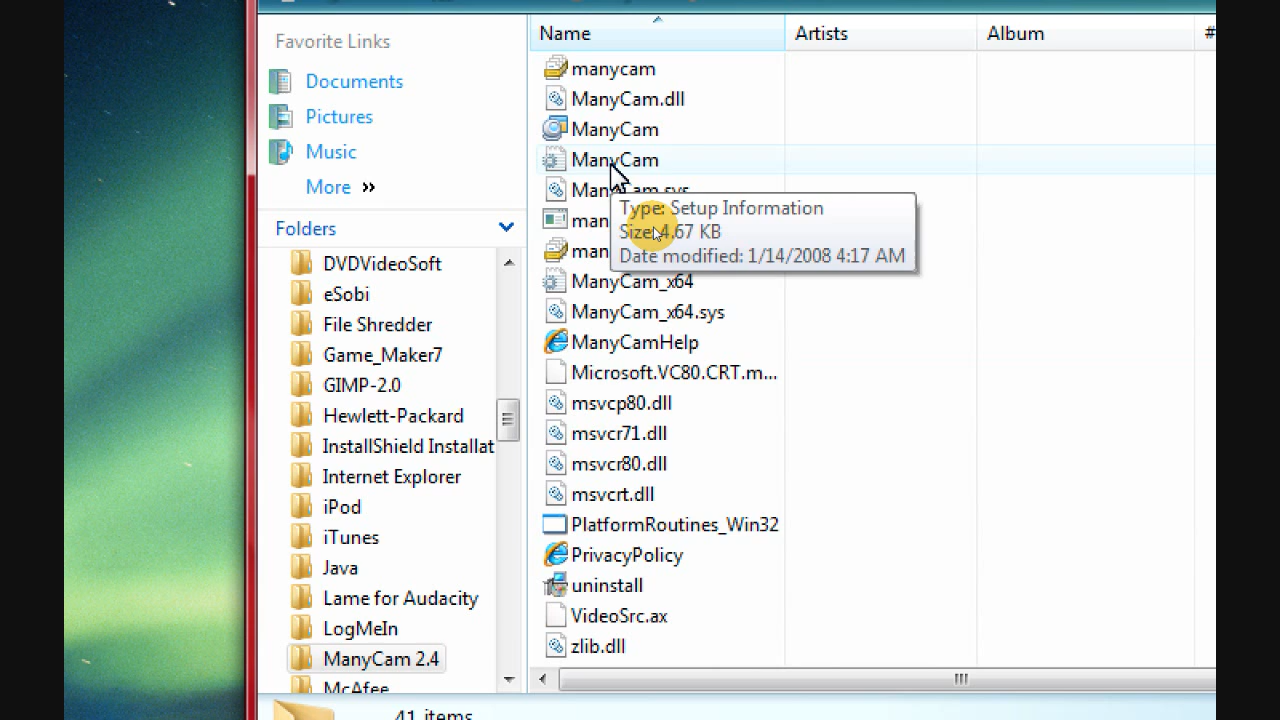 Favorite Links
Documents
Pictures
Music
More »
Folders
DVDVideoSoft
eSobi
File Shredder
Game_Maker7
GIMP-2.0
Hewlett-Packard
InstallShield Installat
Internet Explorer
iPod
iTunes
Java
Lame for Audacity
LogMeIn
ManyCam 2.4
McAfee
Name
Artists
Album
#
manycam
ManyCam.dll
ManyCam
ManyCam
ManyCam.sys
man
man
ManyCam_x64
ManyCam_x64.sys
ManyCamHelp
Microsoft.VC80.CRT.m...
msvcp80.dll
msvcr71.dll
msvcr80.dll
msvcrt.dll
PlatformRoutines_Win32
PrivacyPolicy
uninstall
VideoSrc.ax
zlib.dll
Type: Setup Information
Size: 4.67 KB
Date modified: 1/14/2008 4:17 AM
41 items